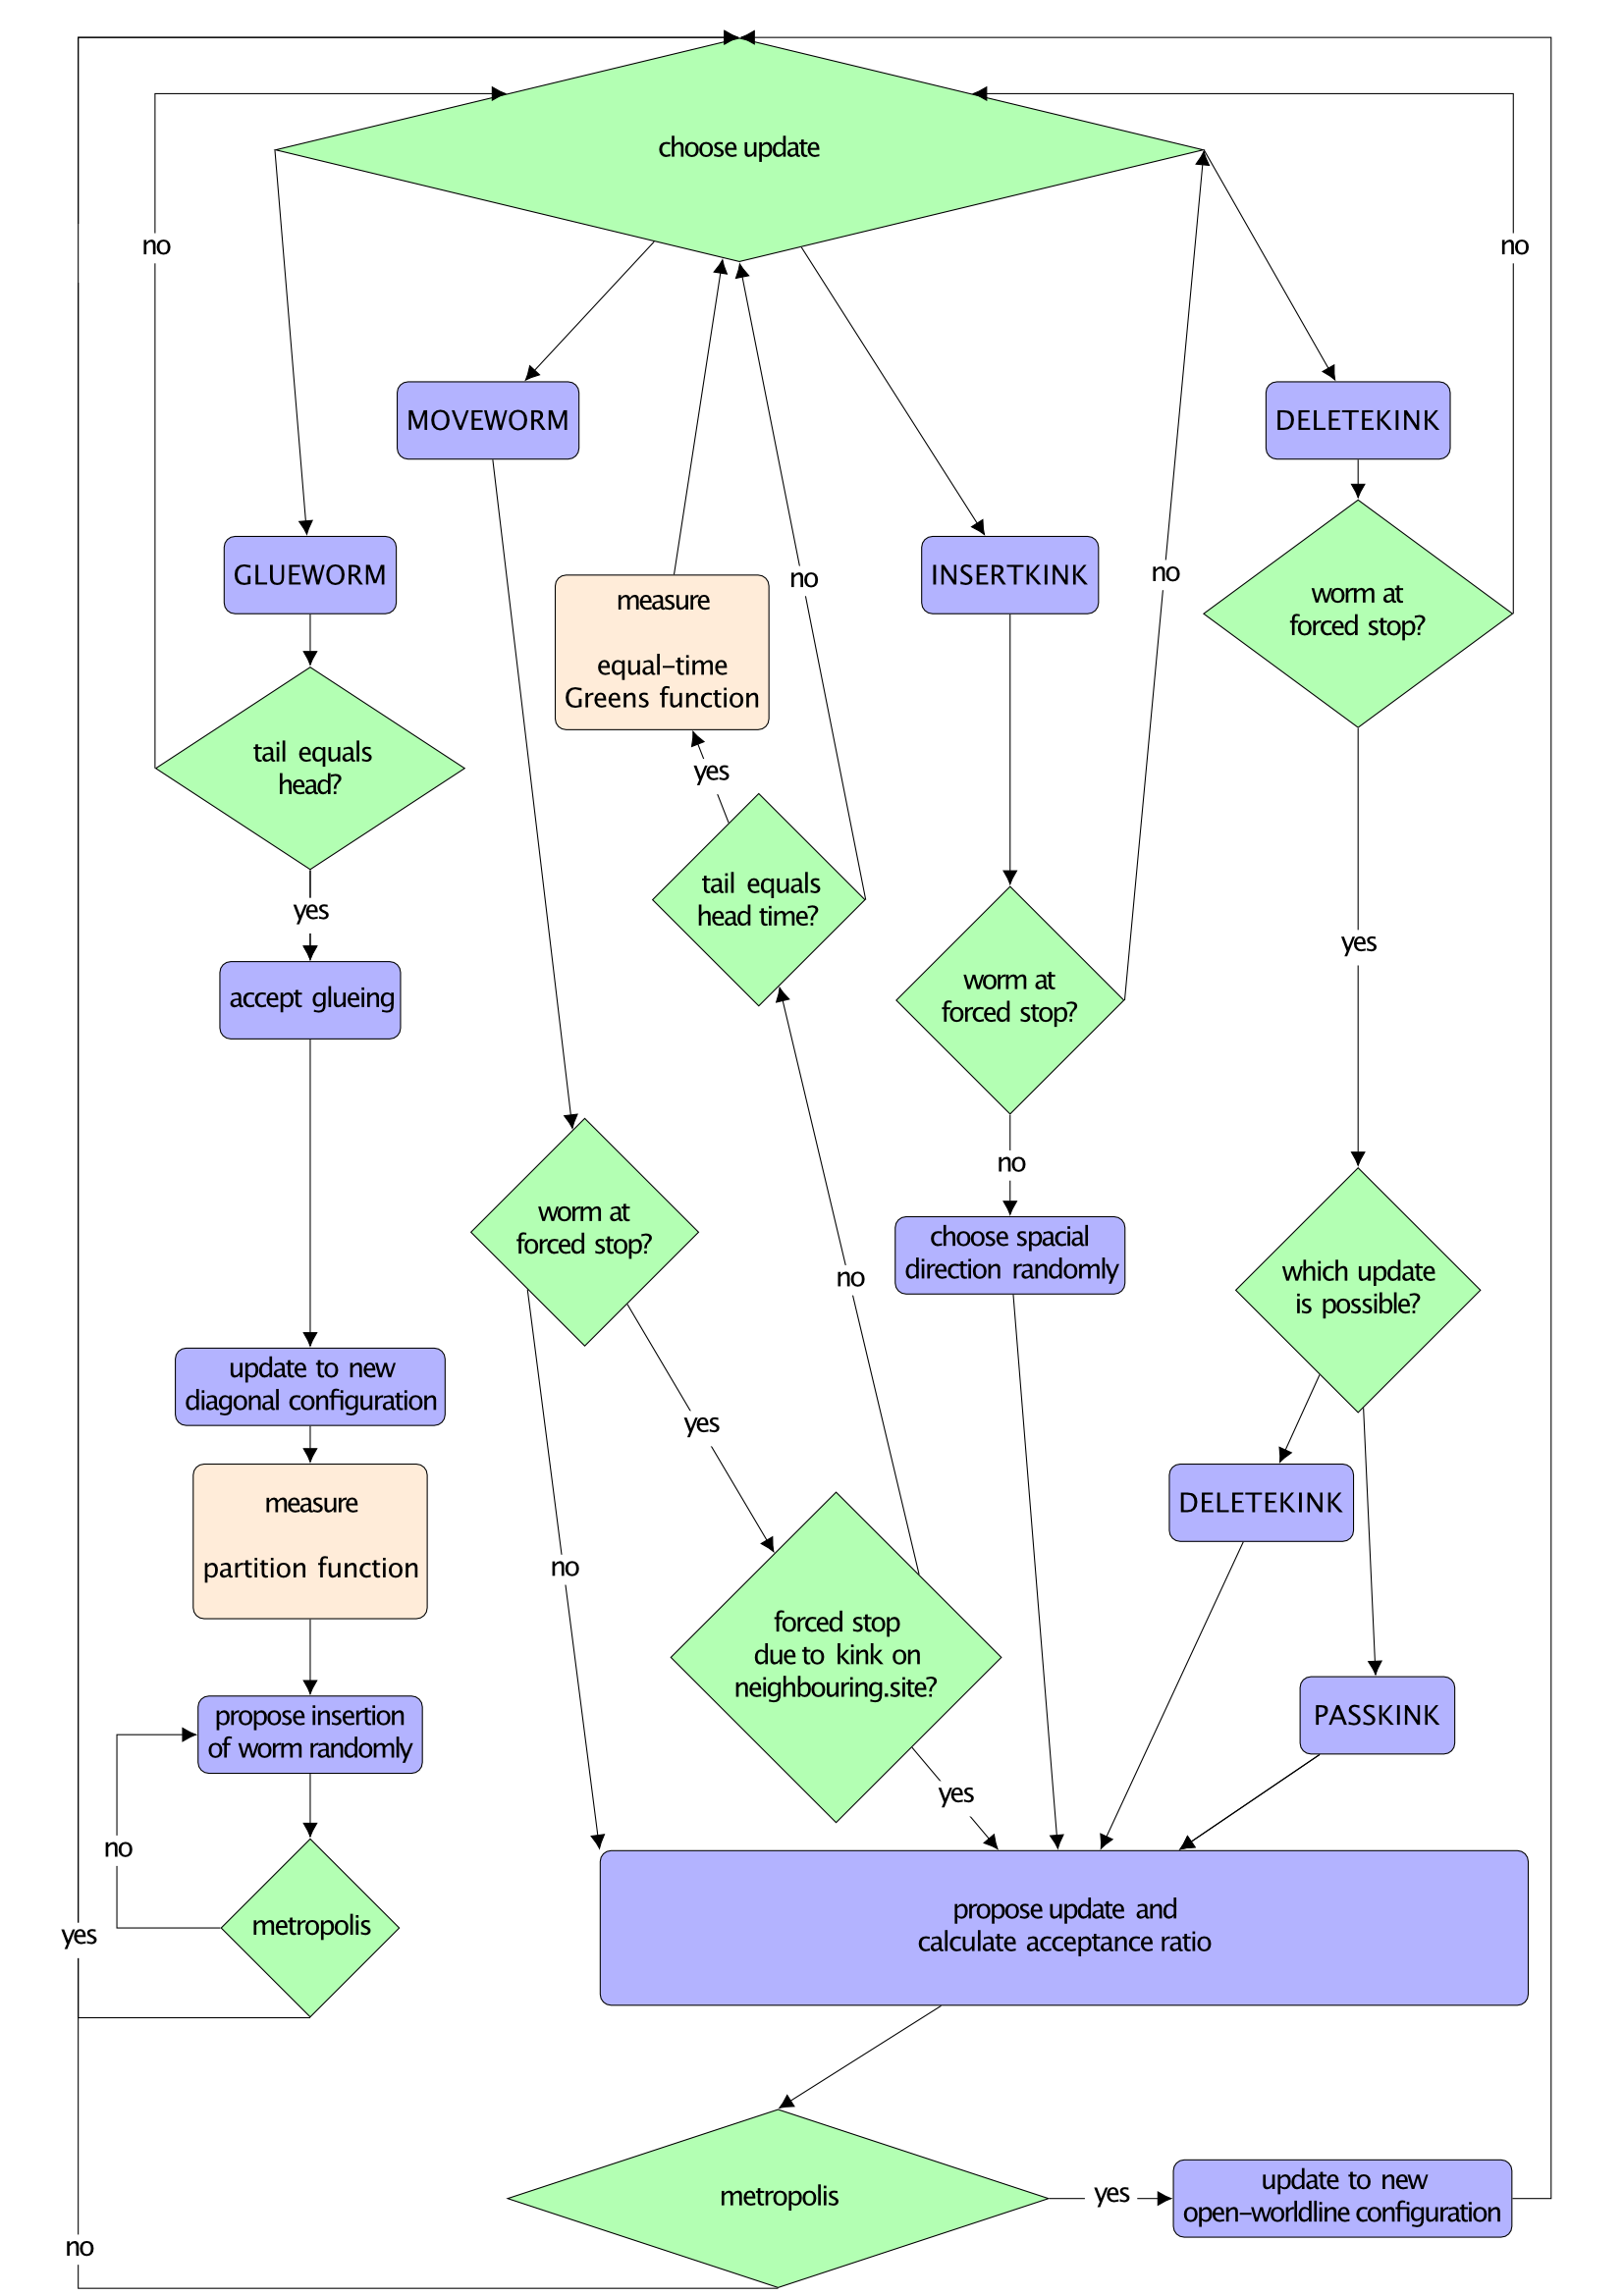 choose update
no
no
MOVEWORM
DELETEKINK
GLUEWORM
measure
equal-time
Greens function
no
INSERTKINK
no
worm at
forced stop?
tail equals
head?
yes
tail equals
head time?
yes
accept glueing
worm at
forced stop?
yes
no
worm at
forced stop?
choose spacial
direction randomly
no
which update
is possible?
update to new
diagonal configuration
yes
measure
partition function
DELETEKINK
no
forced stop
due to kink on
neighbouring.site?
propose insertion
of worm randomly
PASSKINK
yes
no
metropolis
yes
propose update and
calculate acceptance ratio
metropolis
yes
update to new
open-worldline configuration
no